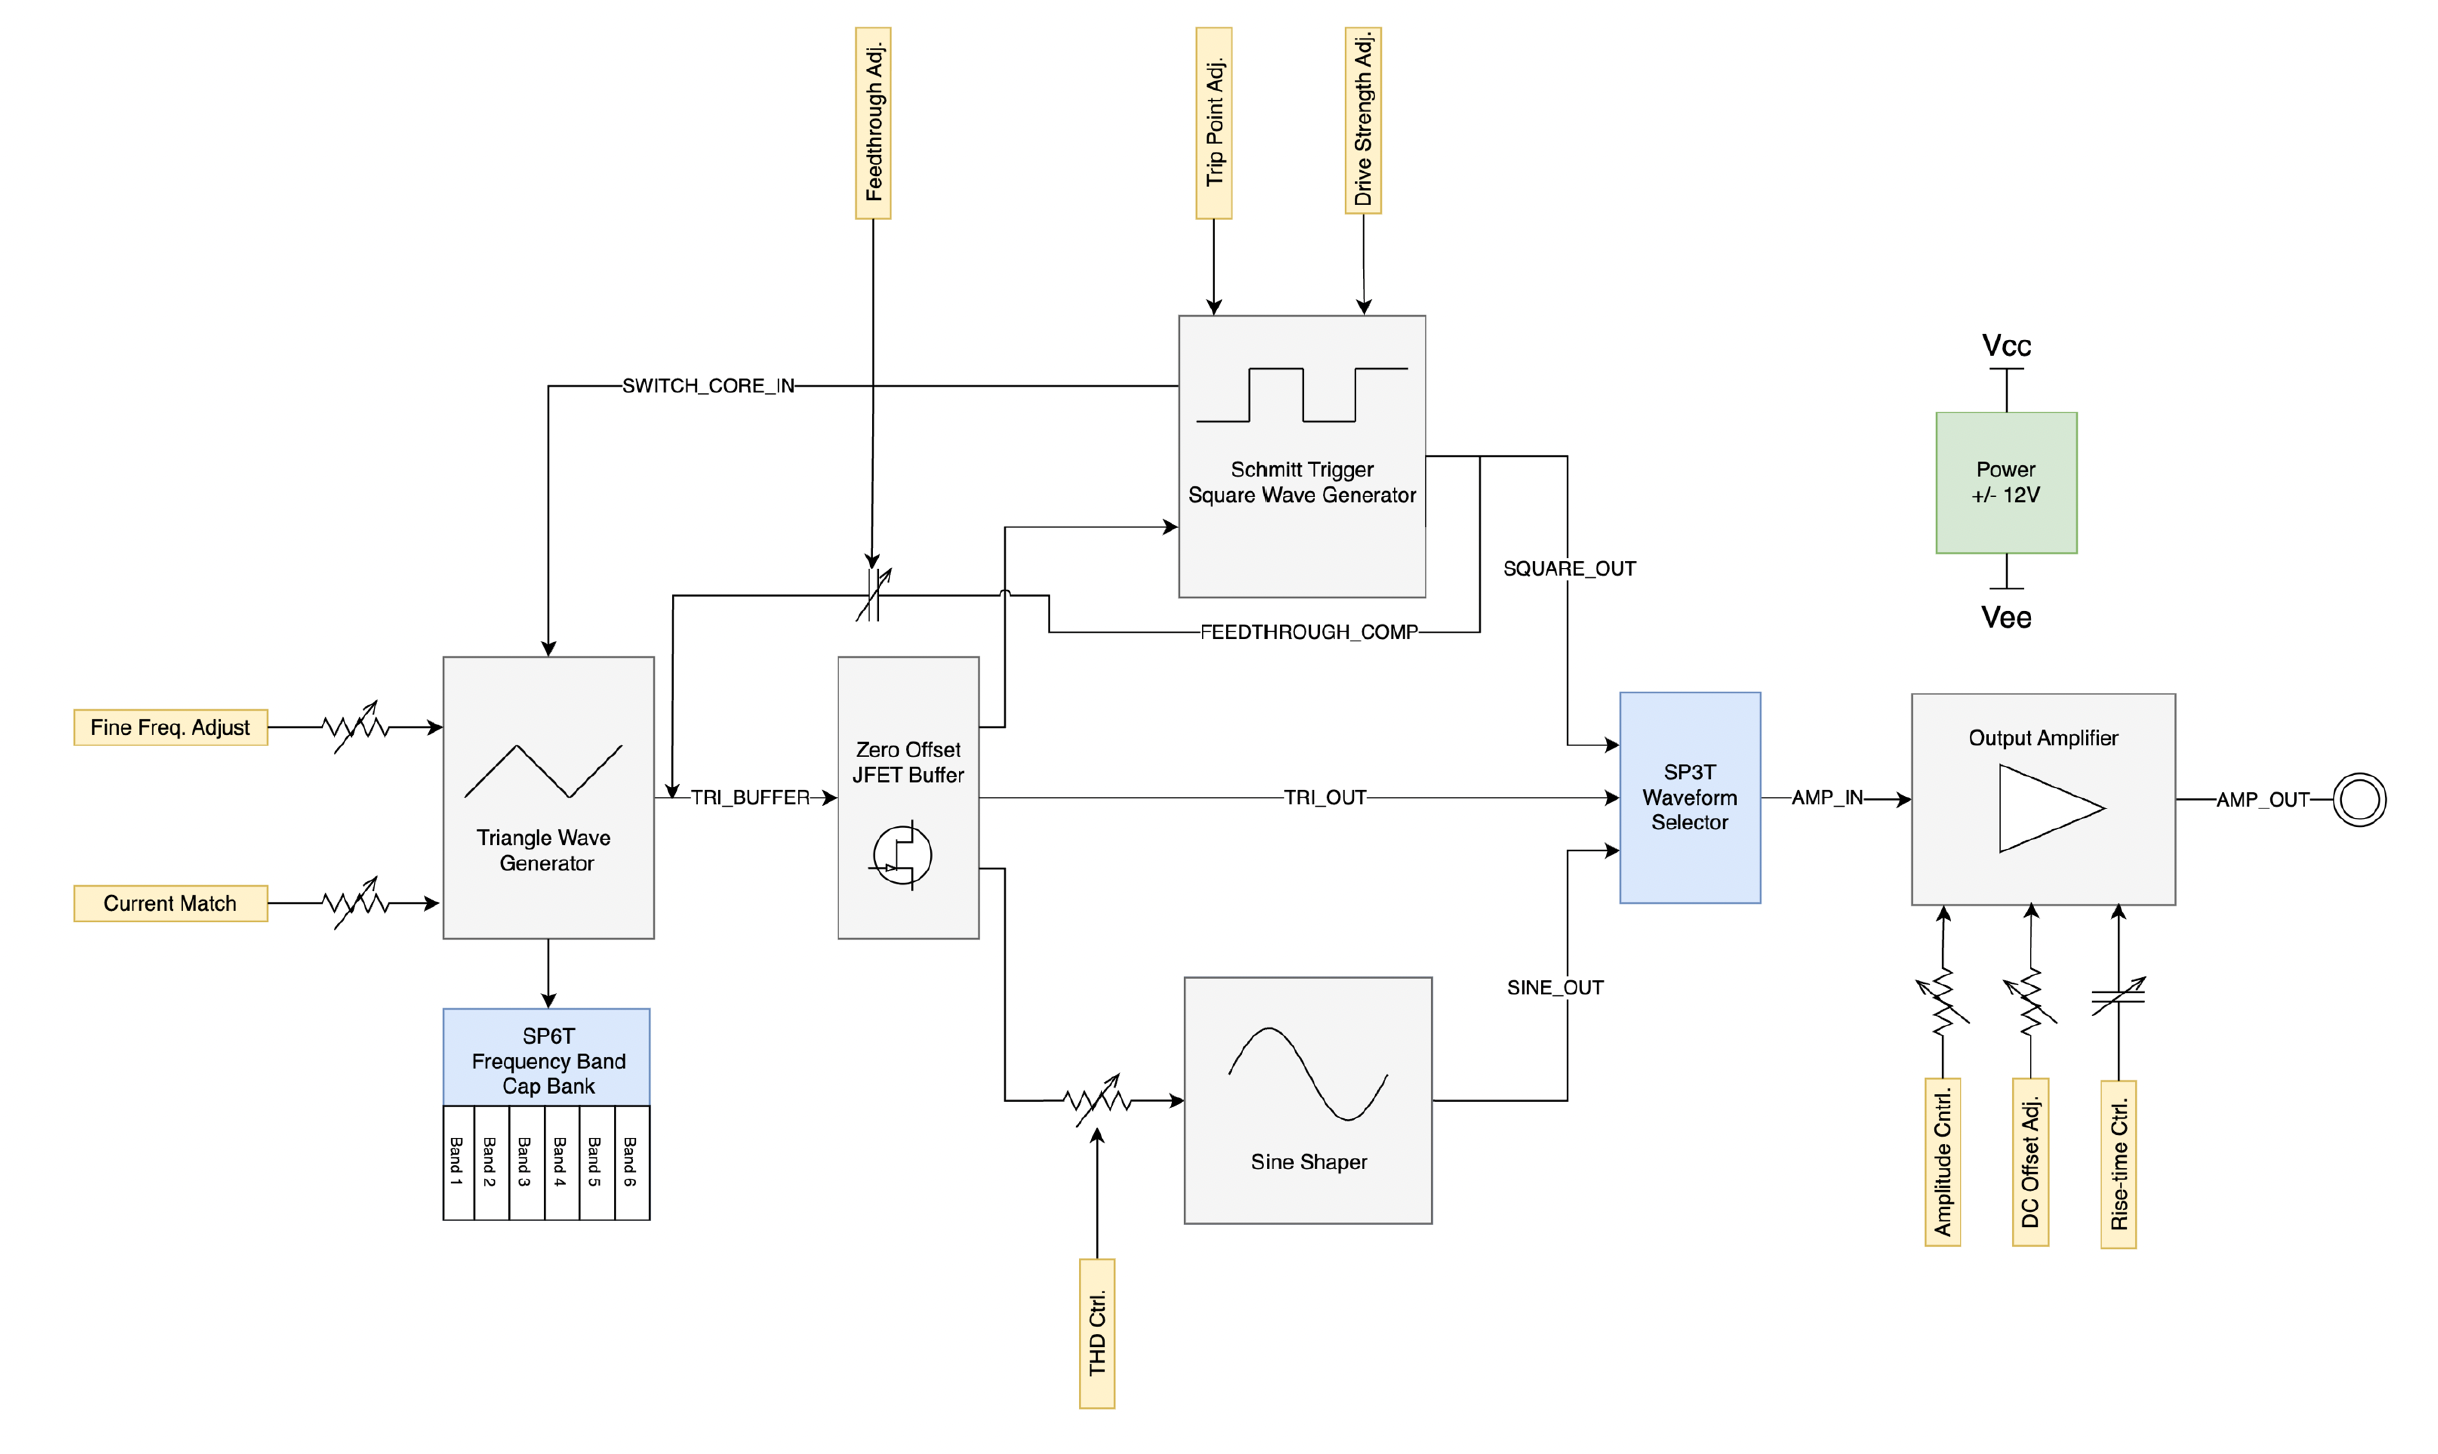 Feedthrough Adj.
Trip Point Adj.
Drive Strength Adj.
Vcc
SWITCH_CORE_IN
Schmitt Trigger
Square Wave Generator
Power
+/- 12V
SQUARE_OUT
Vee
FEEDTHROUGH_COMP
Fine Freq. Adjust
Zero Offset
JFET Buffer
Output Amplifier
SP3T
Waveform
Selector
TRI_BUFFER
TRI_OUT
AMP_IN
AMP_OUT
Triangle Wave
Generator
Current Match
SINE_OUT
SP6T
Frequency Band
Cap Bank
Band 1
Band 2
Band 3
Band 4
Band 5
Band 6
Sine Shaper
Amplitude Cntrl.
DC Offset Adj.
Rise-time Ctrl.
THD Ctrl.